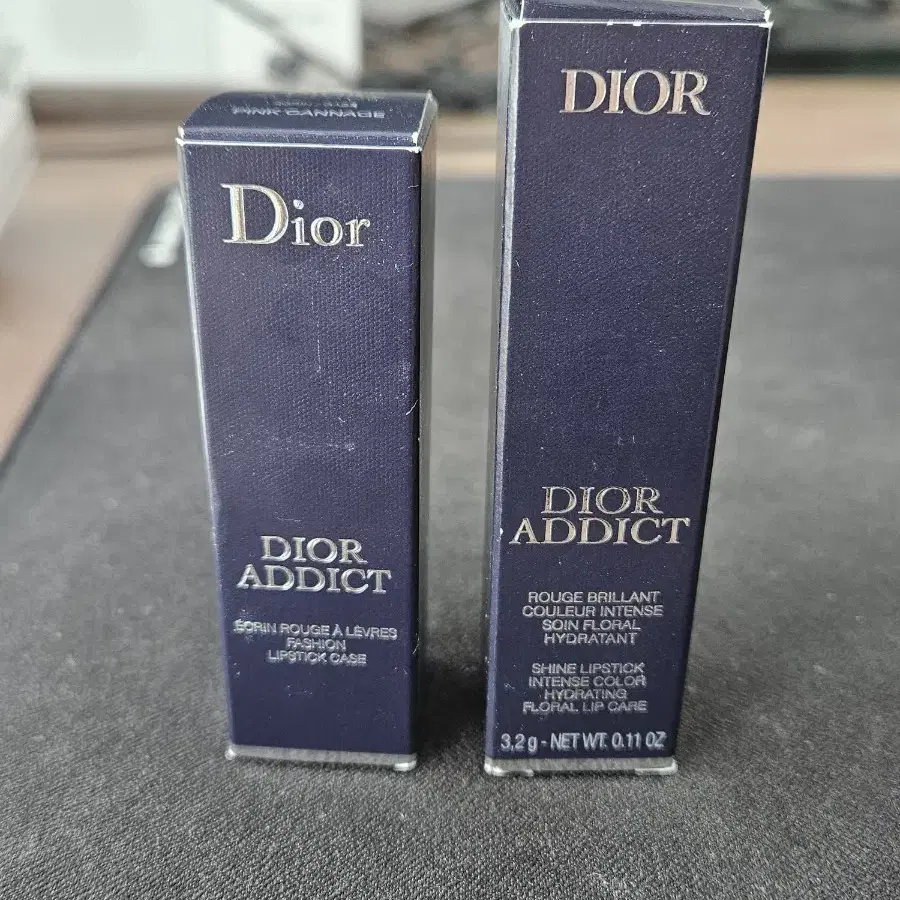 PINK CANNAGE
Dior
DIOR
ADDICT
ÉCRIN ROUGE À LÈVRES
FASHION
LIPSTICK CASE
DIOR
DIOR
ADDICT
ROUGE BRILLANT
COULEUR INTENSE
SOIN FLORAL
HYDRATANT
SHINE LIPSTICK
INTENSE COLOR
HYDRATING
FLORAL LIP CARE
3,2 g - NET WT. 0.11 OZ